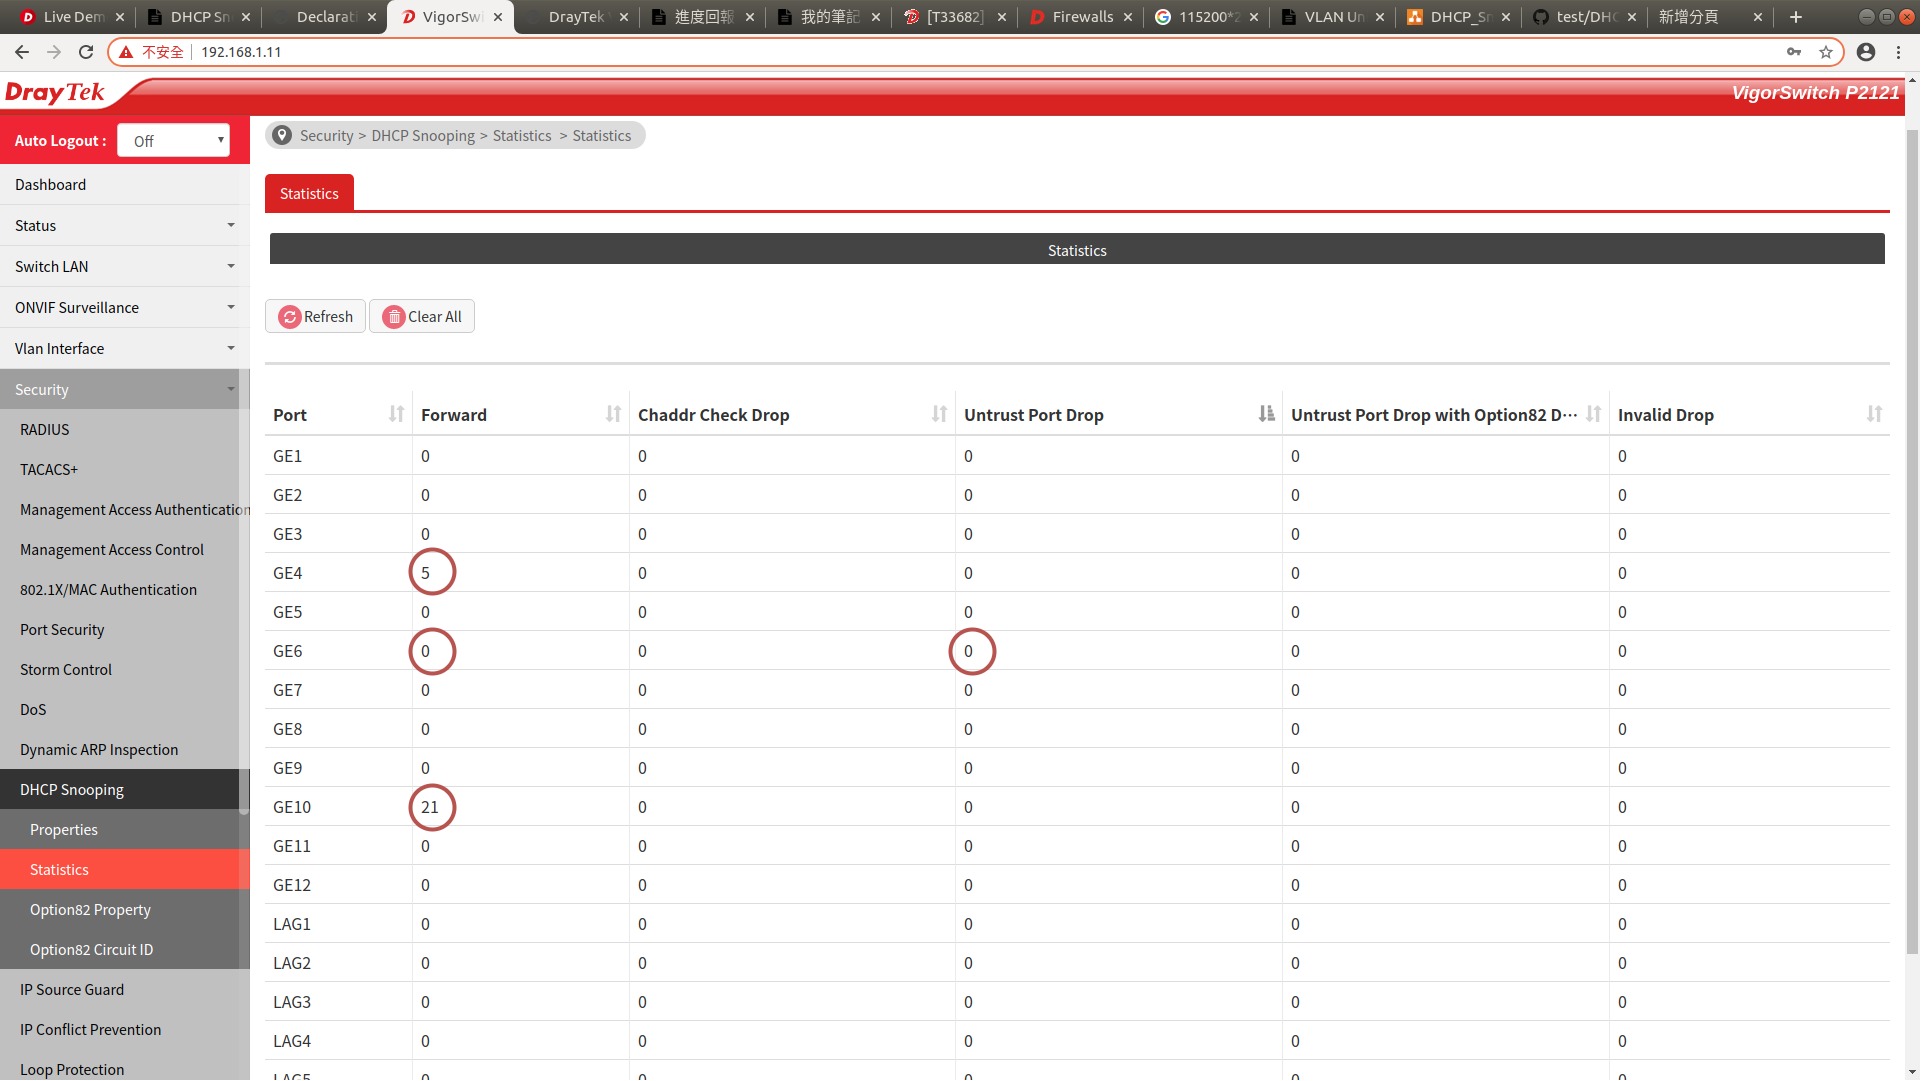 Live Dem
DHCP Sn
Declarati
VigorSwi
DrayTek
進度回報
我的筆記
[T33682]
Firewalls
115200*2
VLAN Un
DHCP_Sn
test/DHC
新增分頁
不安全
192.168.1.11
DrayTek
VigorSwitch P2121
Auto Logout :
Off
Security > DHCP Snooping > Statistics > Statistics
Dashboard
Status
Switch LAN
ONVIF Surveillance
Vlan Interface
Security
RADIUS
TACACS+
Management Access Authentication
Management Access Control
802.1X/MAC Authentication
Port Security
Storm Control
DoS
Dynamic ARP Inspection
DHCP Snooping
Properties
Statistics
Option82 Property
Option82 Circuit ID
IP Source Guard
IP Conflict Prevention
Loop Protection
Statistics
Statistics
Refresh
Clear All
Port Forward Chaddr Check Drop Untrust Port Drop Untrust Port Drop with Option82 D··· Invalid Drop
GE1 0 0 0 0 0
GE2 0 0 0 0 0
GE3 0 0 0 0 0
GE4 5 0 0 0 0
GE5 0 0 0 0 0
GE6 0 0 0 0 0
GE7 0 0 0 0 0
GE8 0 0 0 0 0
GE9 0 0 0 0 0
GE10 21 0 0 0 0
GE11 0 0 0 0 0
GE12 0 0 0 0 0
LAG1 0 0 0 0 0
LAG2 0 0 0 0 0
LAG3 0 0 0 0 0
LAG4 0 0 0 0 0
LAG5 0 0 0 0 0